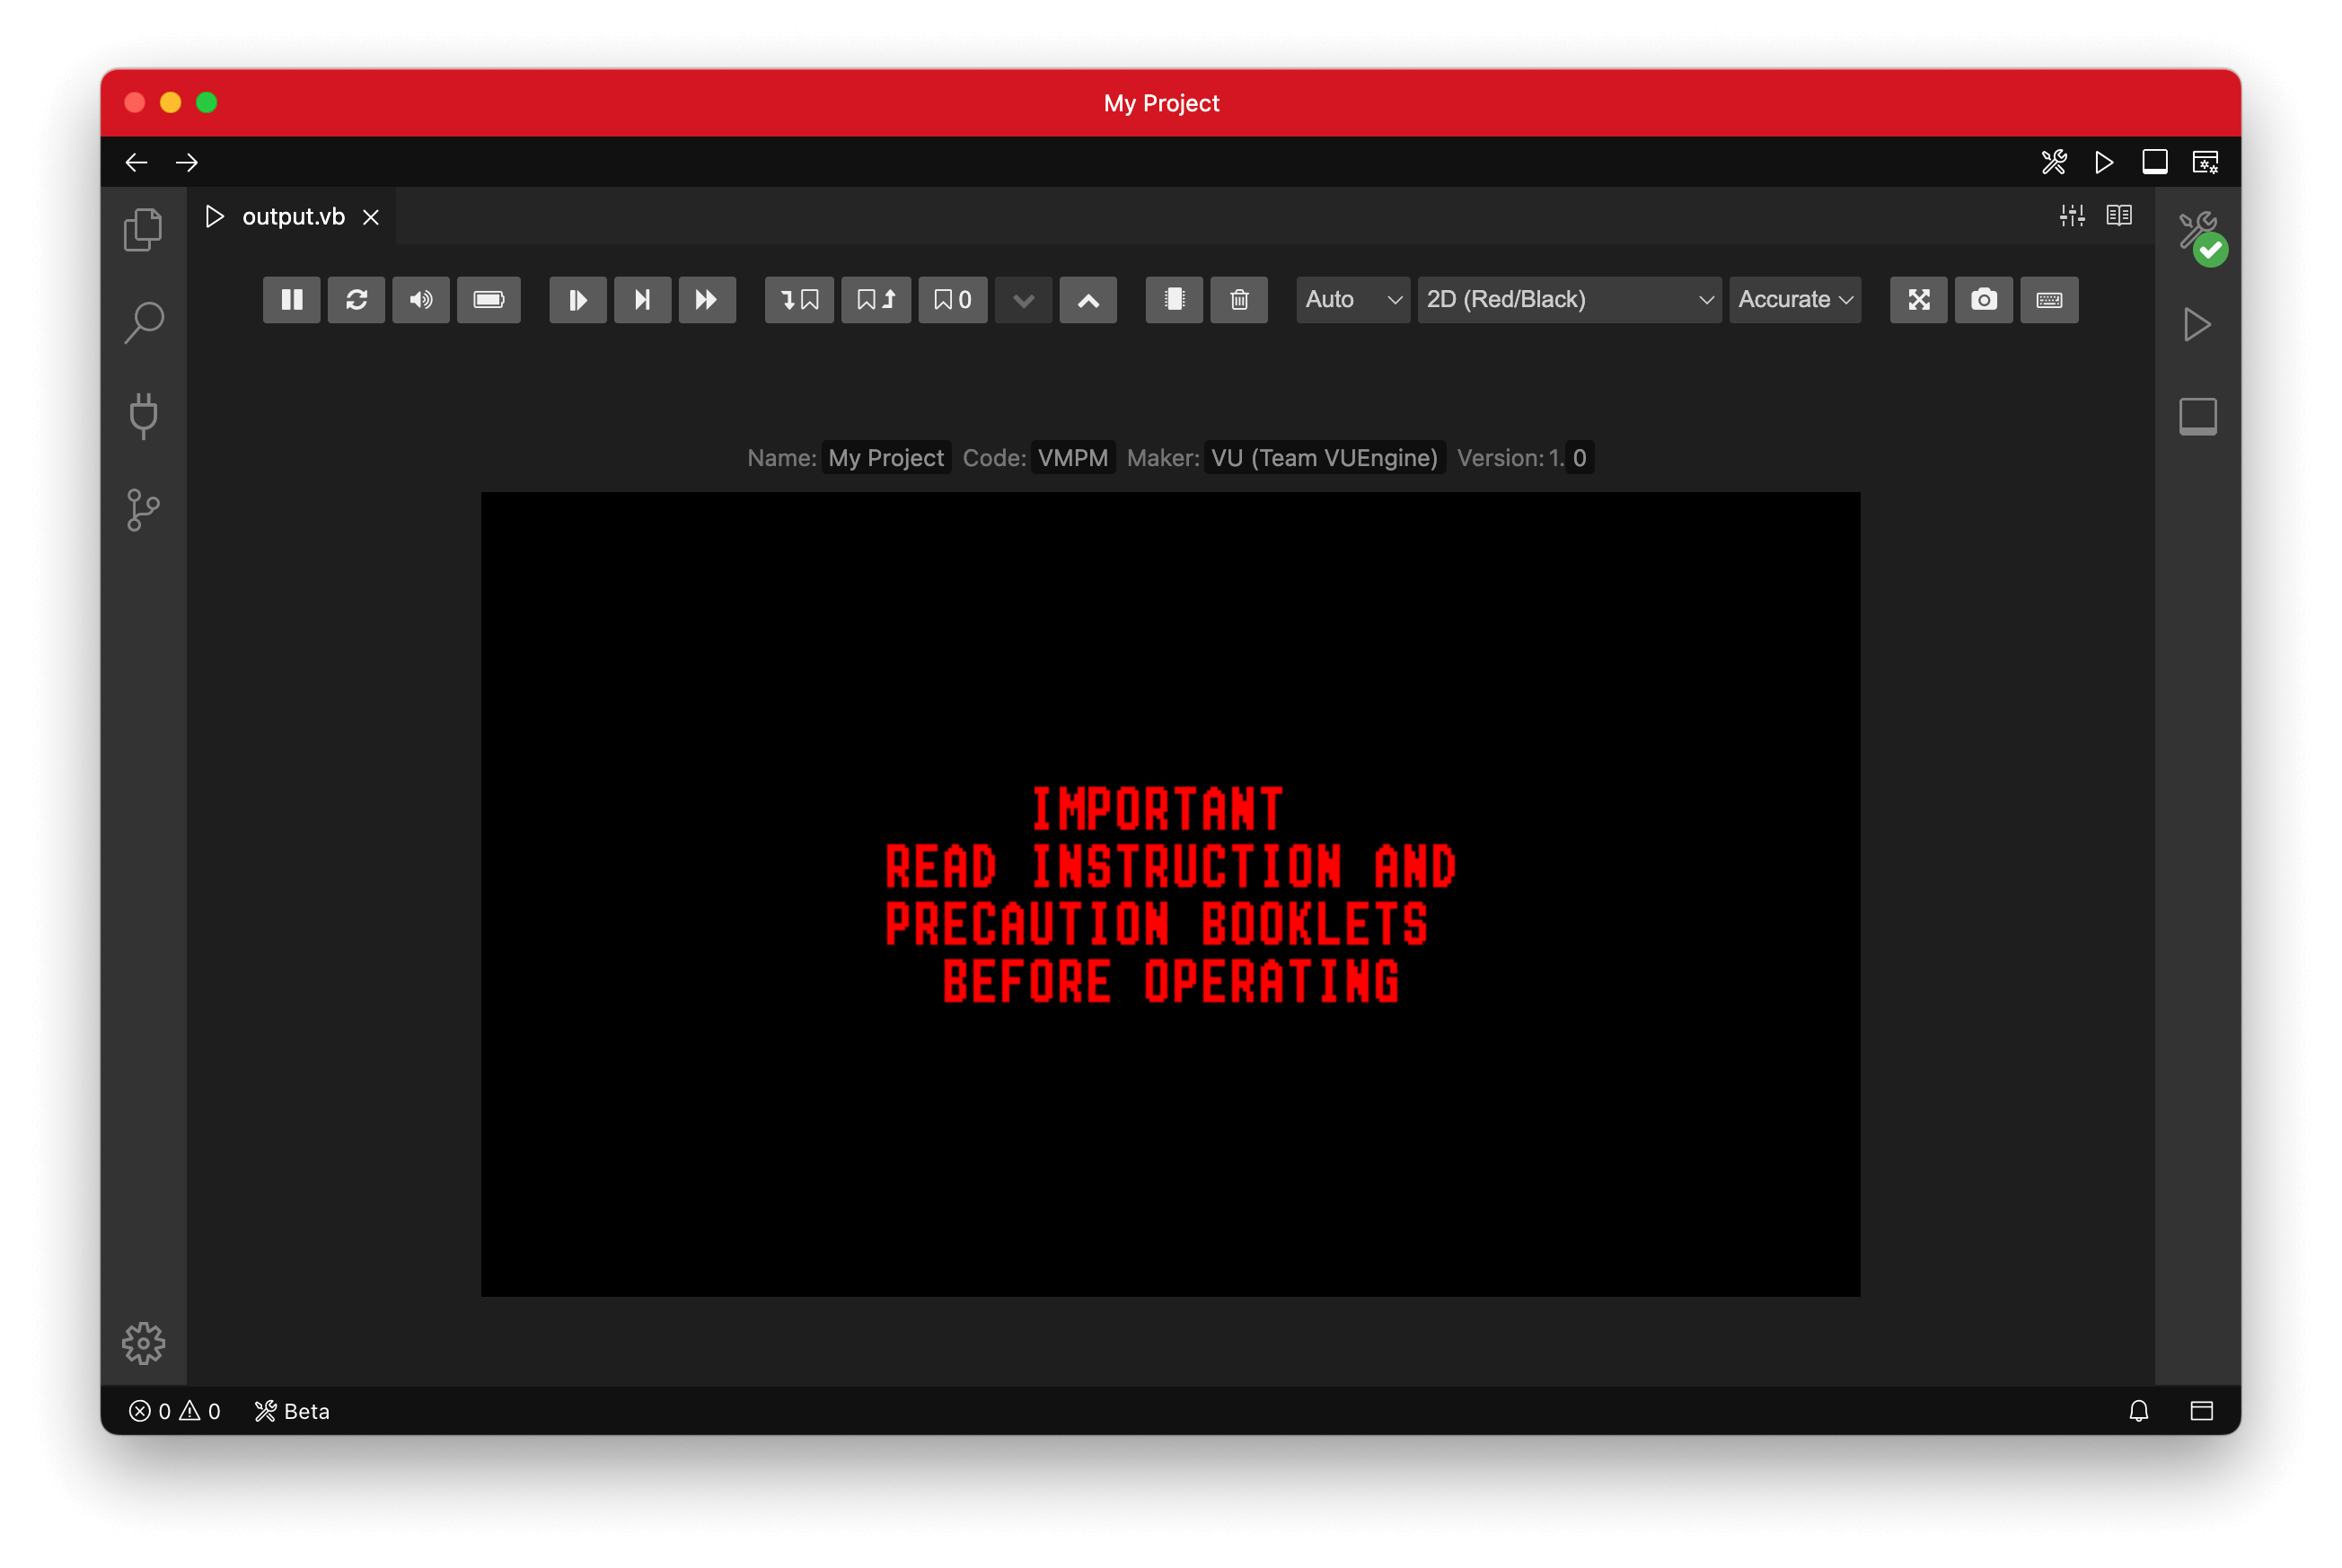 My Project
output.vb
0
Auto
2D (Red/Black)
Accurate
Name: My Project Code: VMPM Maker: VU (Team VUEngine) Version: 1. 0
IMPORTANT
READ INSTRUCTION AND
PRECAUTION BOOKLETS
BEFORE OPERATING
0 0 Beta